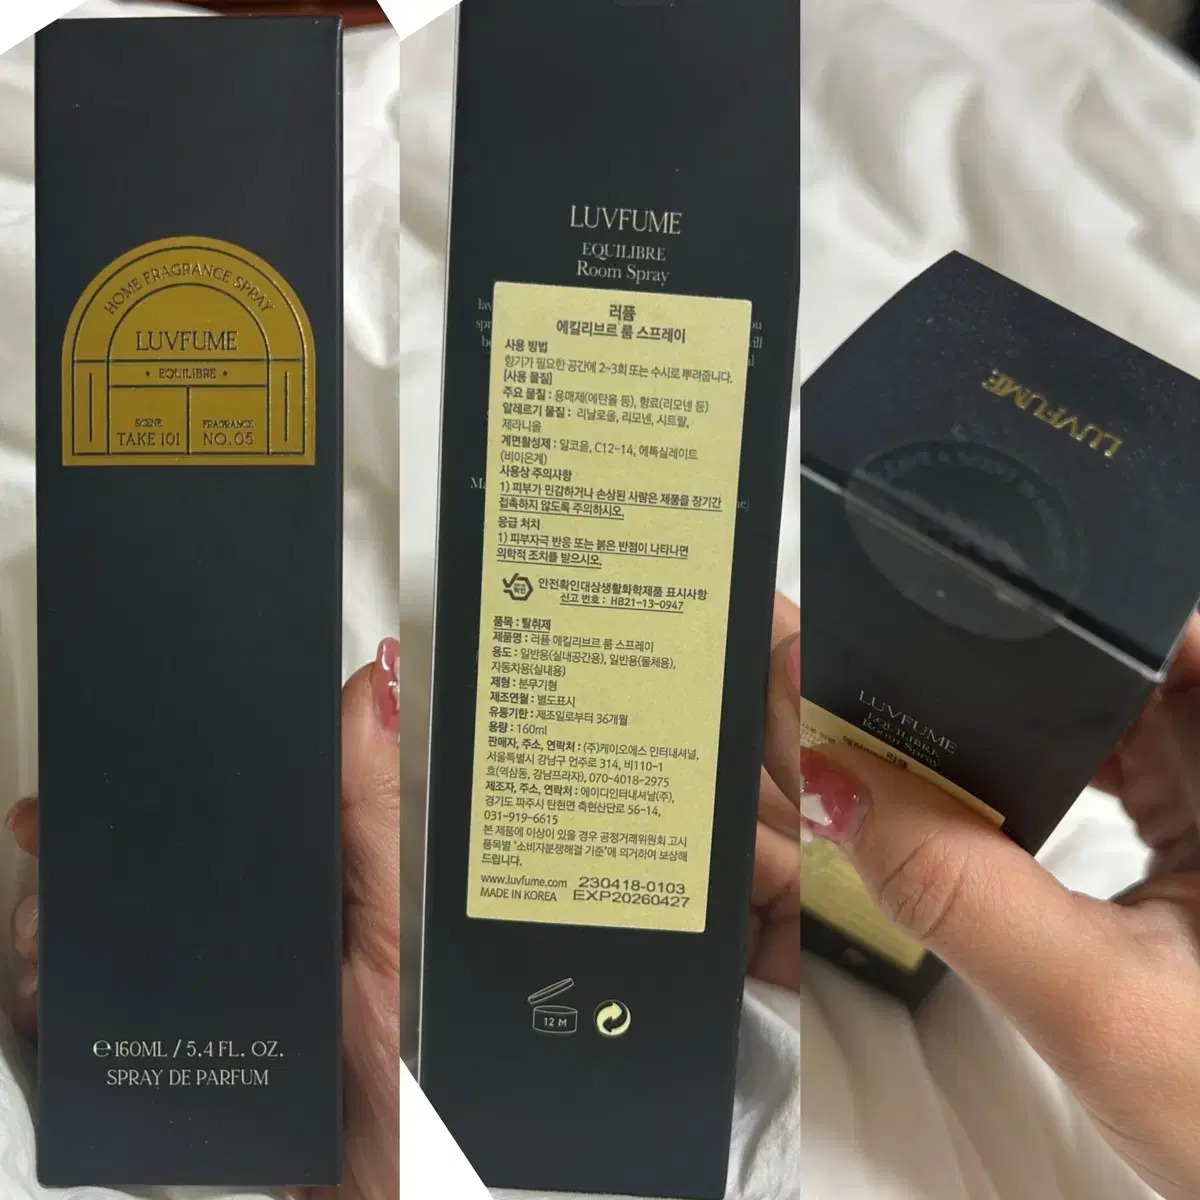 HOME FRAGRANCE SPRAY
LUVFUME
• EQUILIBRE •
SCENE
TAKE 101
FRAGRANCE
NO. 05
℮160ML / 5.4 FL. OZ.
SPRAY DE PARFUM
LUVFUME
EQUILIBRE
Room Spray
러퓸
에킬리브르 룸 스프레이
사용 방법
향기가 필요한 공간에 2~3회 또는 수시로 뿌려줍니다.
[사용 물질]
주요 물질 : 용매제(에탄올 등), 향료(리모넨 등)
알레르기 물질 : 리날로올, 리모넨, 시트랄,
제라니올
계면활성제 : 알코올, C12-14, 에톡실레이트
(비이온계)
사용상 주의사항
1) 피부가 민감하거나 손상된 사람은 제품을 장기간
접촉하지 않도록 주의하시오.
응급 처치
1) 피부자극 반응 또는 붉은 반점이 나타나면
의학적 조치를 받으시오.
안전확인대상생활화학제품 표시사항
신고 번호 : HB21-13-0947
품목 : 탈취제
제품명 : 러퓸 에킬리브르 룸 스프레이
용도 : 일반용(실내공간용), 일반용(물체용),
자동차용(실내용)
제형 : 분무기형
제조연월 : 별도표시
유통기한 : 제조일로부터 36개월
용량 : 160ml
판매자, 주소, 연락처 : (주)케이오에스 인터내셔널,
서울특별시 강남구 언주로 314, 비110-1
호(역삼동, 강남프라자), 070-4018-2975
제조자, 주소, 연락처 : 에이디인터내셔날(주),
경기도 파주시 탄현면 축현산단로 56-14,
031-919-6615
본 제품에 이상이 있을 경우 공정거래위원회 고시
품목별 "소비자분쟁해결 기준"에 의거하여 보상해
드립니다.
www.luvfume.com 230418-0103
MADE IN KOREA EXP20260427
12 M
LUVFUME
LUVFUME
EQUILIBRE
Room Spray
러퓸